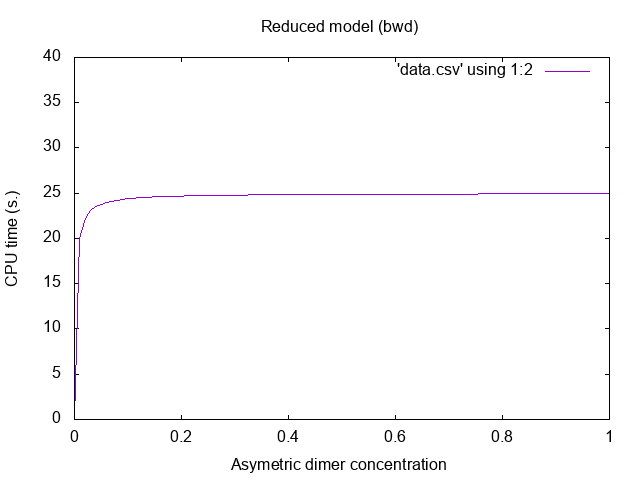 Reduced model (bwd)
'data.csv' using 1:2
40
35
30
25
20
15
10
5
0
CPU time (s.)
0 0.2 0.4 0.6 0.8 1
Asymetric dimer concentration